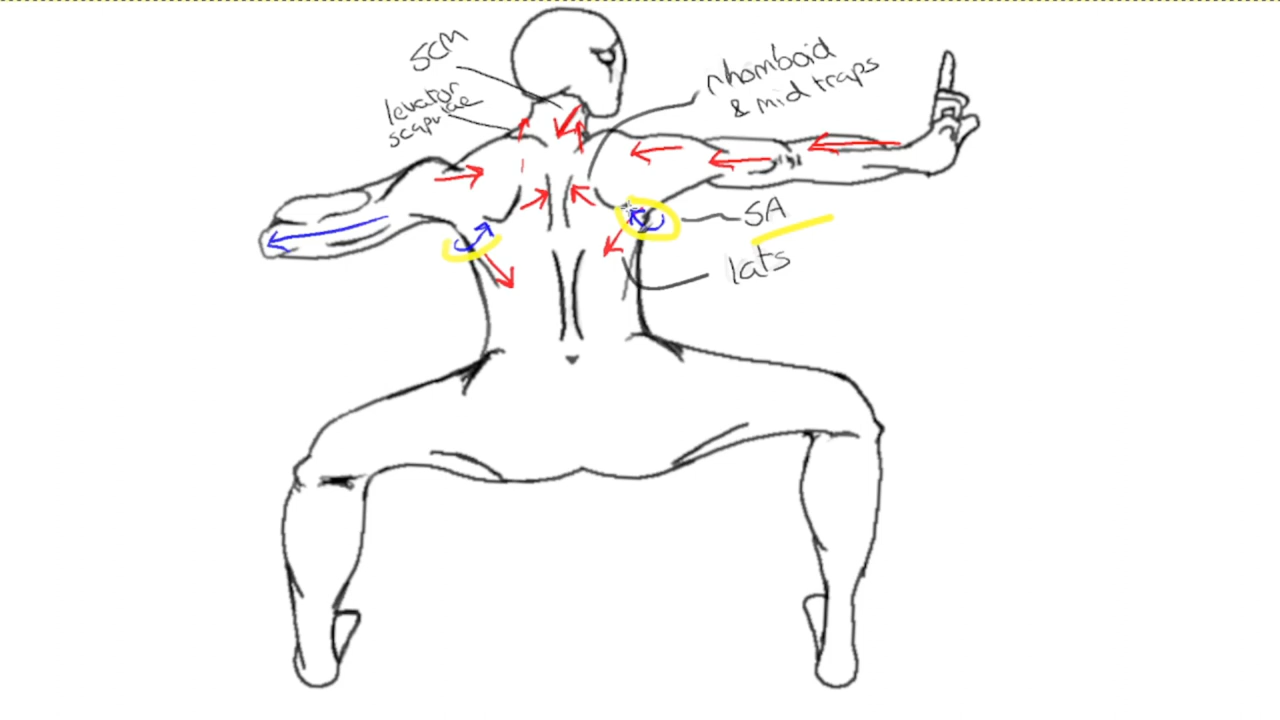 SCM
levator
scapulae
rhomboid
& mid traps
SA
lats